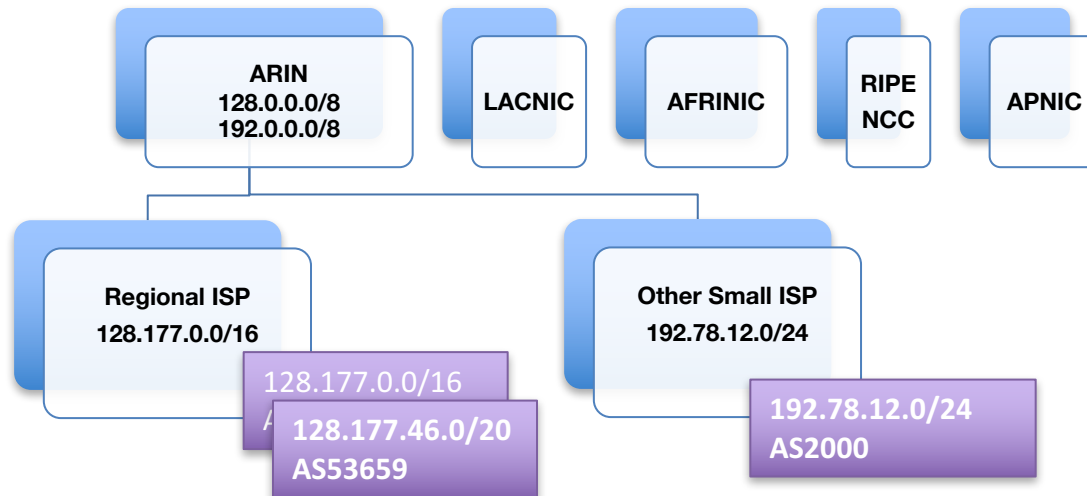 ARIN
128.0.0.0/8
192.0.0.0/8
LACNIC
AFRINIC
RIPE
NCC
APNIC
Regional ISP
128.177.0.0/16
Other Small ISP
192.78.12.0/24
128.177.0.0/16
128.177.46.0/20
AS53659
192.78.12.0/24
AS2000